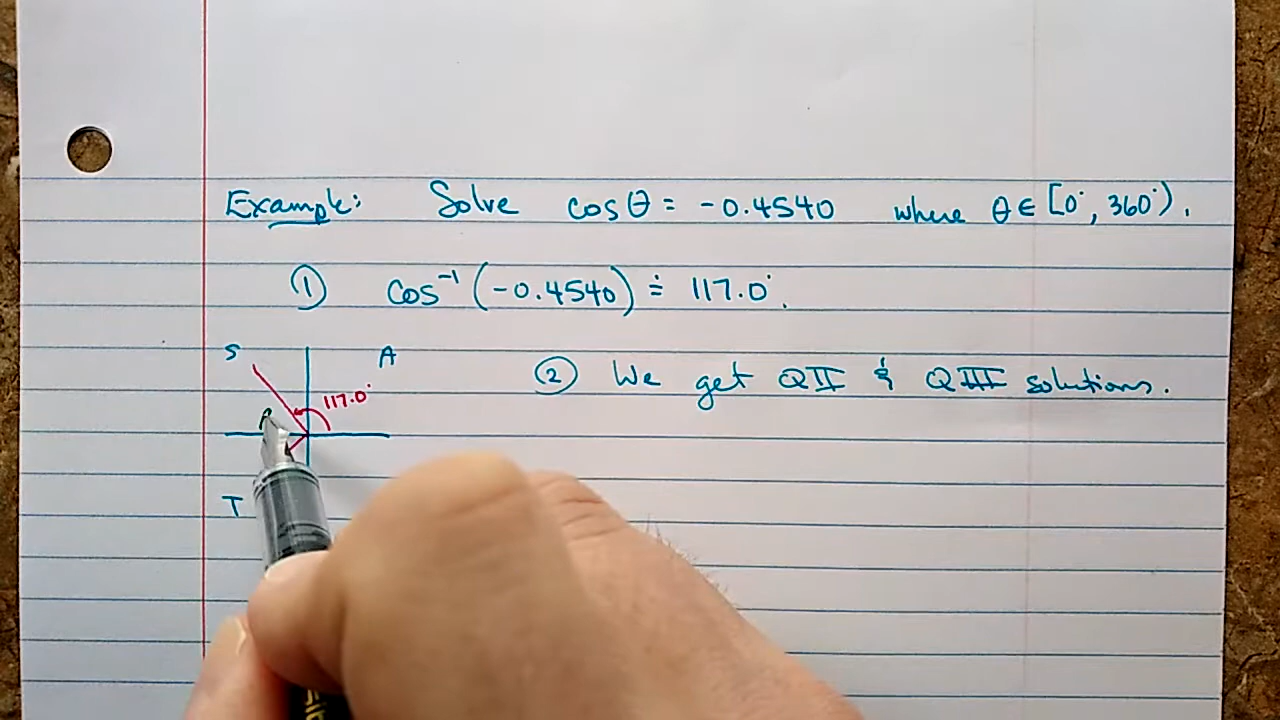 Example: Solve cosθ = -0.4540 where θ ∈ [0°, 360°).
① cos⁻¹(-0.4540) ≐ 117.0°.
S A
② We get QII & QIII solutions.
117.0°
T